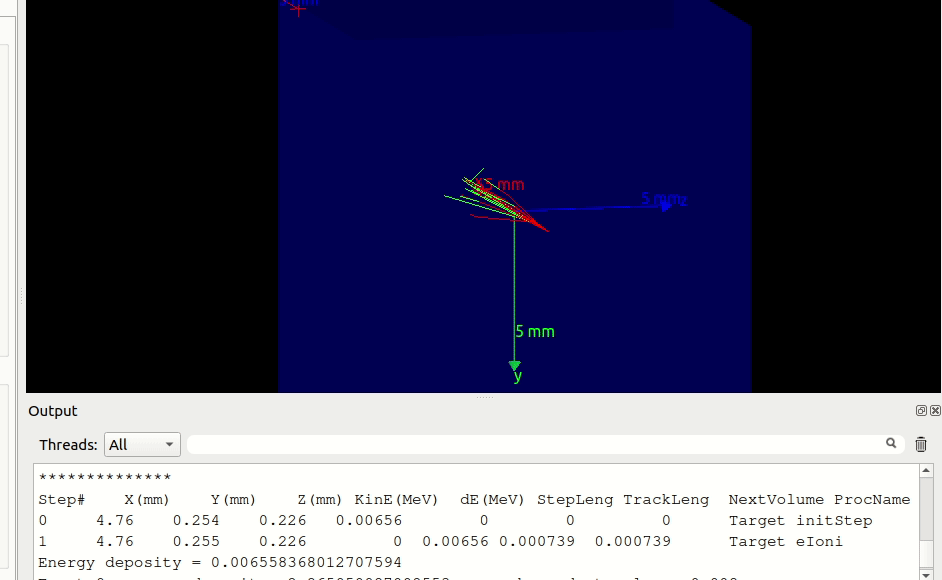 5 mm
5 mm z
5 mm
y
Output
Threads: All
**************
Step# X(mm) Y(mm) Z(mm) KinE(MeV) dE(MeV) StepLeng TrackLeng NextVolume ProcName
0 4.76 0.254 0.226 0.00656 0 0 0 Target initStep
1 4.76 0.255 0.226 0 0.00656 0.000739 0.000739 Target eIoni
Energy deposity = 0.006558368012707594